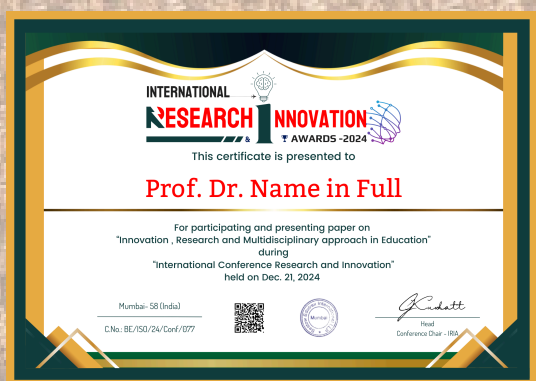 INTERNATIONAL
RESEARCH & INNOVATION
AWARDS -2024
This certificate is presented to
Prof. Dr. Name in Full
For participating and presenting paper on
"Innovation , Research and Multidisciplinary approach in Education"
during
"International Conference Research and Innovation"
held on Dec. 21, 2024
Mumbai- 58 (India)
C.No.: BE/ISO/24/Conf/077
Mumbai
Head
Conference Chair - IRIA